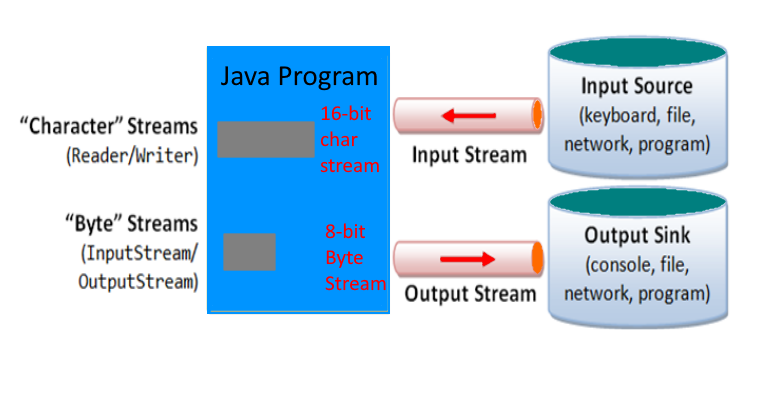 Java Program
“Character” Streams
(Reader/Writer)
16-bit
char
stream
“Byte” Streams
(InputStream/
OutputStream)
8-bit
Byte
Stream
Input Stream
Output Stream
Input Source
(keyboard, file,
network, program)
Output Sink
(console, file,
network, program)